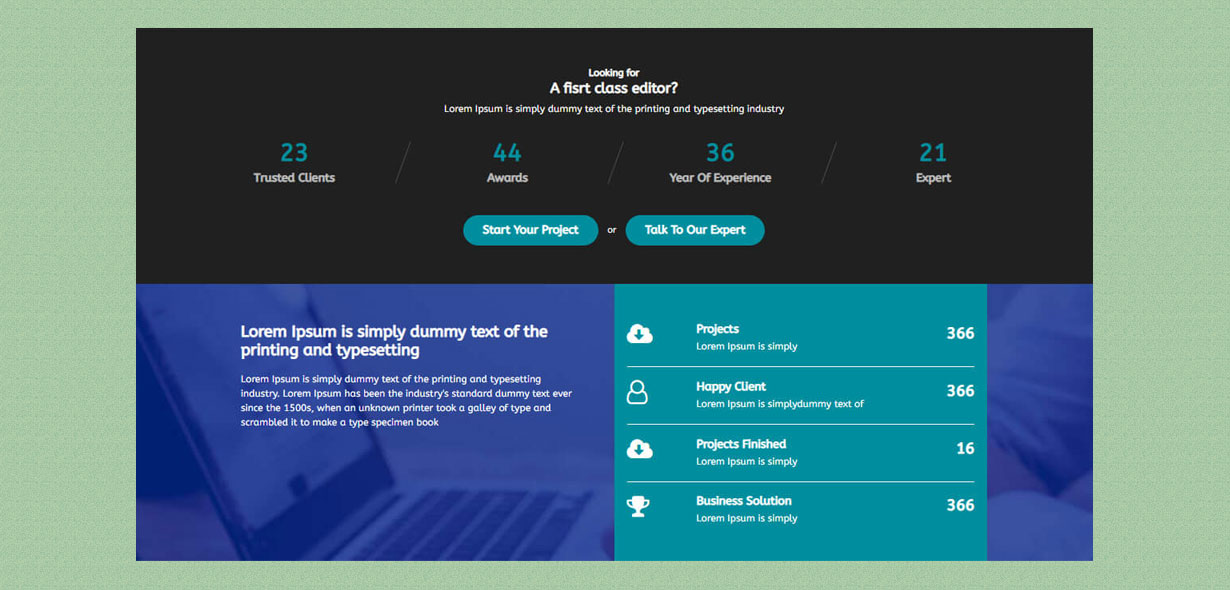 Looking for
A fisrt class editor?
Lorem Ipsum is simply dummy text of the printing and typesetting industry
23
Trusted Clients
44
Awards
36
Year Of Experience
21
Expert
Start Your Project or Talk To Our Expert
Lorem Ipsum is simply dummy text of the
printing and typesetting
Lorem Ipsum is simply dummy text of the printing and typesetting
industry. Lorem Ipsum has been the industry's standard dummy text ever
since the 1500s, when an unknown printer took a galley of type and
scrambled it to make a type specimen book
Projects 366
Lorem Ipsum is simply
Happy Client 366
Lorem Ipsum is simplydummy text of
Projects Finished 16
Lorem Ipsum is simply
Business Solution 366
Lorem Ipsum is simply